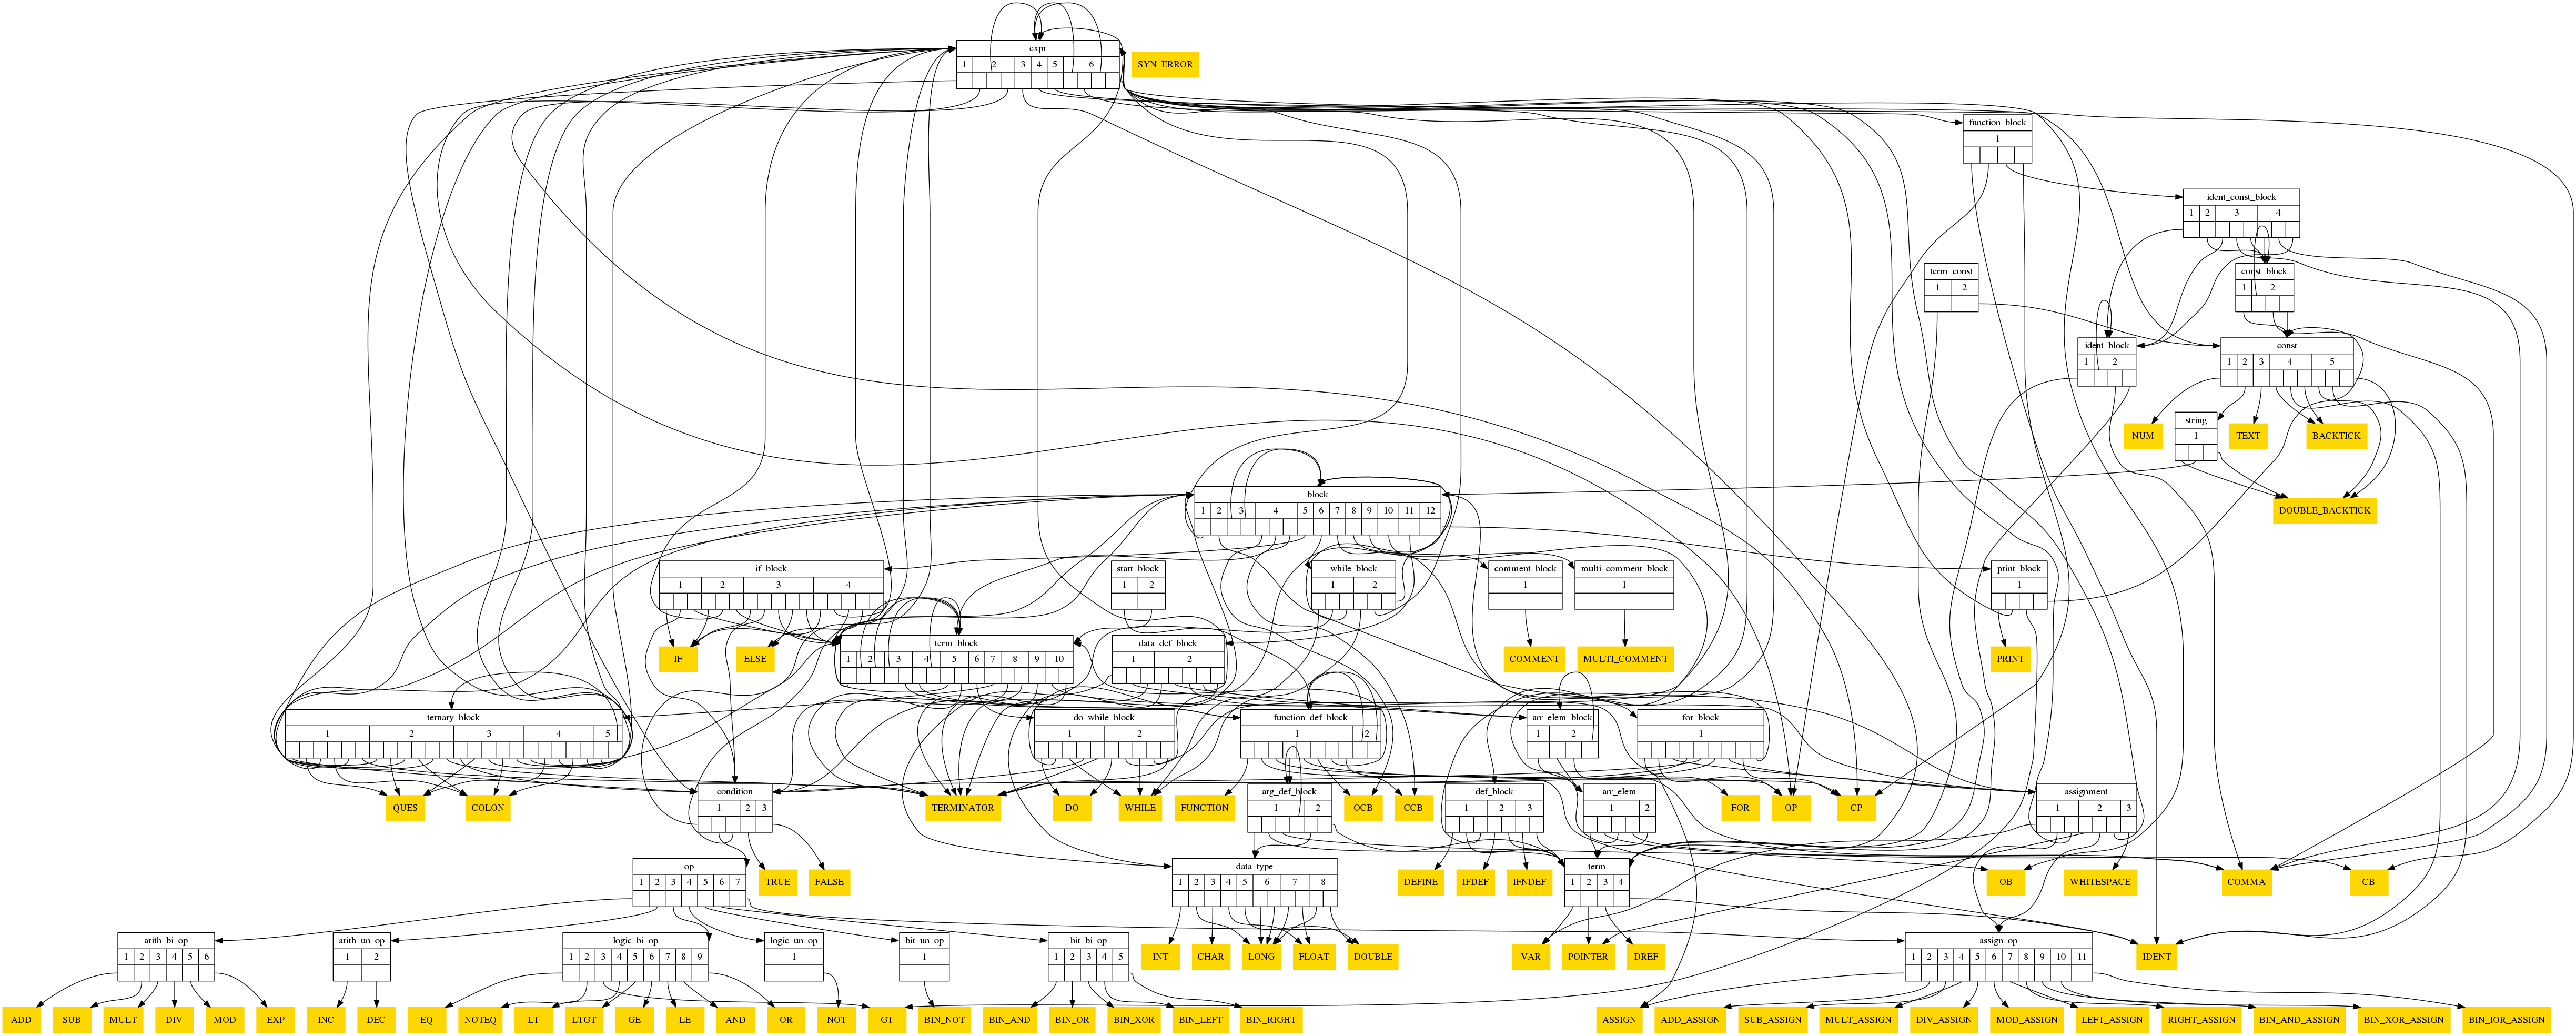 expr
SYN_ERROR
1 2 3 4 5 6
function_block
1
ident_const_block
1 2 3 4
term_const
1 2
const_block
1 2
ident_block
1 2
const
1 2 3 4 5
string
1
NUM
TEXT
BACKTICK
block
1 2 3 4 5 6 7 8 9 10 11 12
DOUBLE_BACKTICK
if_block
1 2 3 4
start_block
1 2
while_block
1 2
comment_block
1
multi_comment_block
1
print_block
1
IF
ELSE
term_block
1 2 3 4 5 6 7 8 9 10
data_def_block
1 2
COMMENT
MULTI_COMMENT
PRINT
ternary_block
1 2 3 4 5
do_while_block
1 2
function_def_block
1 2
arr_elem_block
1 2
for_block
1
QUES
COLON
condition
1 2 3
TERMINATOR
DO
WHILE
FUNCTION
arg_def_block
1 2
OCB
CCB
def_block
1 2 3
arr_elem
1 2
FOR
OP
CP
assignment
1 2 3
op
1 2 3 4 5 6 7
TRUE
FALSE
data_type
1 2 3 4 5 6 7 8
DEFINE
IFDEF
IFNDEF
term
1 2 3 4
OB
WHITESPACE
COMMA
CB
arith_bi_op
1 2 3 4 5 6
arith_un_op
1 2
logic_bi_op
1 2 3 4 5 6 7 8 9
logic_un_op
1
bit_un_op
1
bit_bi_op
1 2 3 4 5
INT
CHAR
LONG
FLOAT
DOUBLE
VAR
POINTER
DREF
assign_op
1 2 3 4 5 6 7 8 9 10 11
IDENT
ADD
SUB
MULT
DIV
MOD
EXP
INC
DEC
EQ
NOTEQ
LT
LTGT
GE
LE
AND
OR
NOT
GT
BIN_NOT
BIN_AND
BIN_OR
BIN_XOR
BIN_LEFT
BIN_RIGHT
ASSIGN
ADD_ASSIGN
SUB_ASSIGN
MULT_ASSIGN
DIV_ASSIGN
MOD_ASSIGN
LEFT_ASSIGN
RIGHT_ASSIGN
BIN_AND_ASSIGN
BIN_XOR_ASSIGN
BIN_IOR_ASSIGN